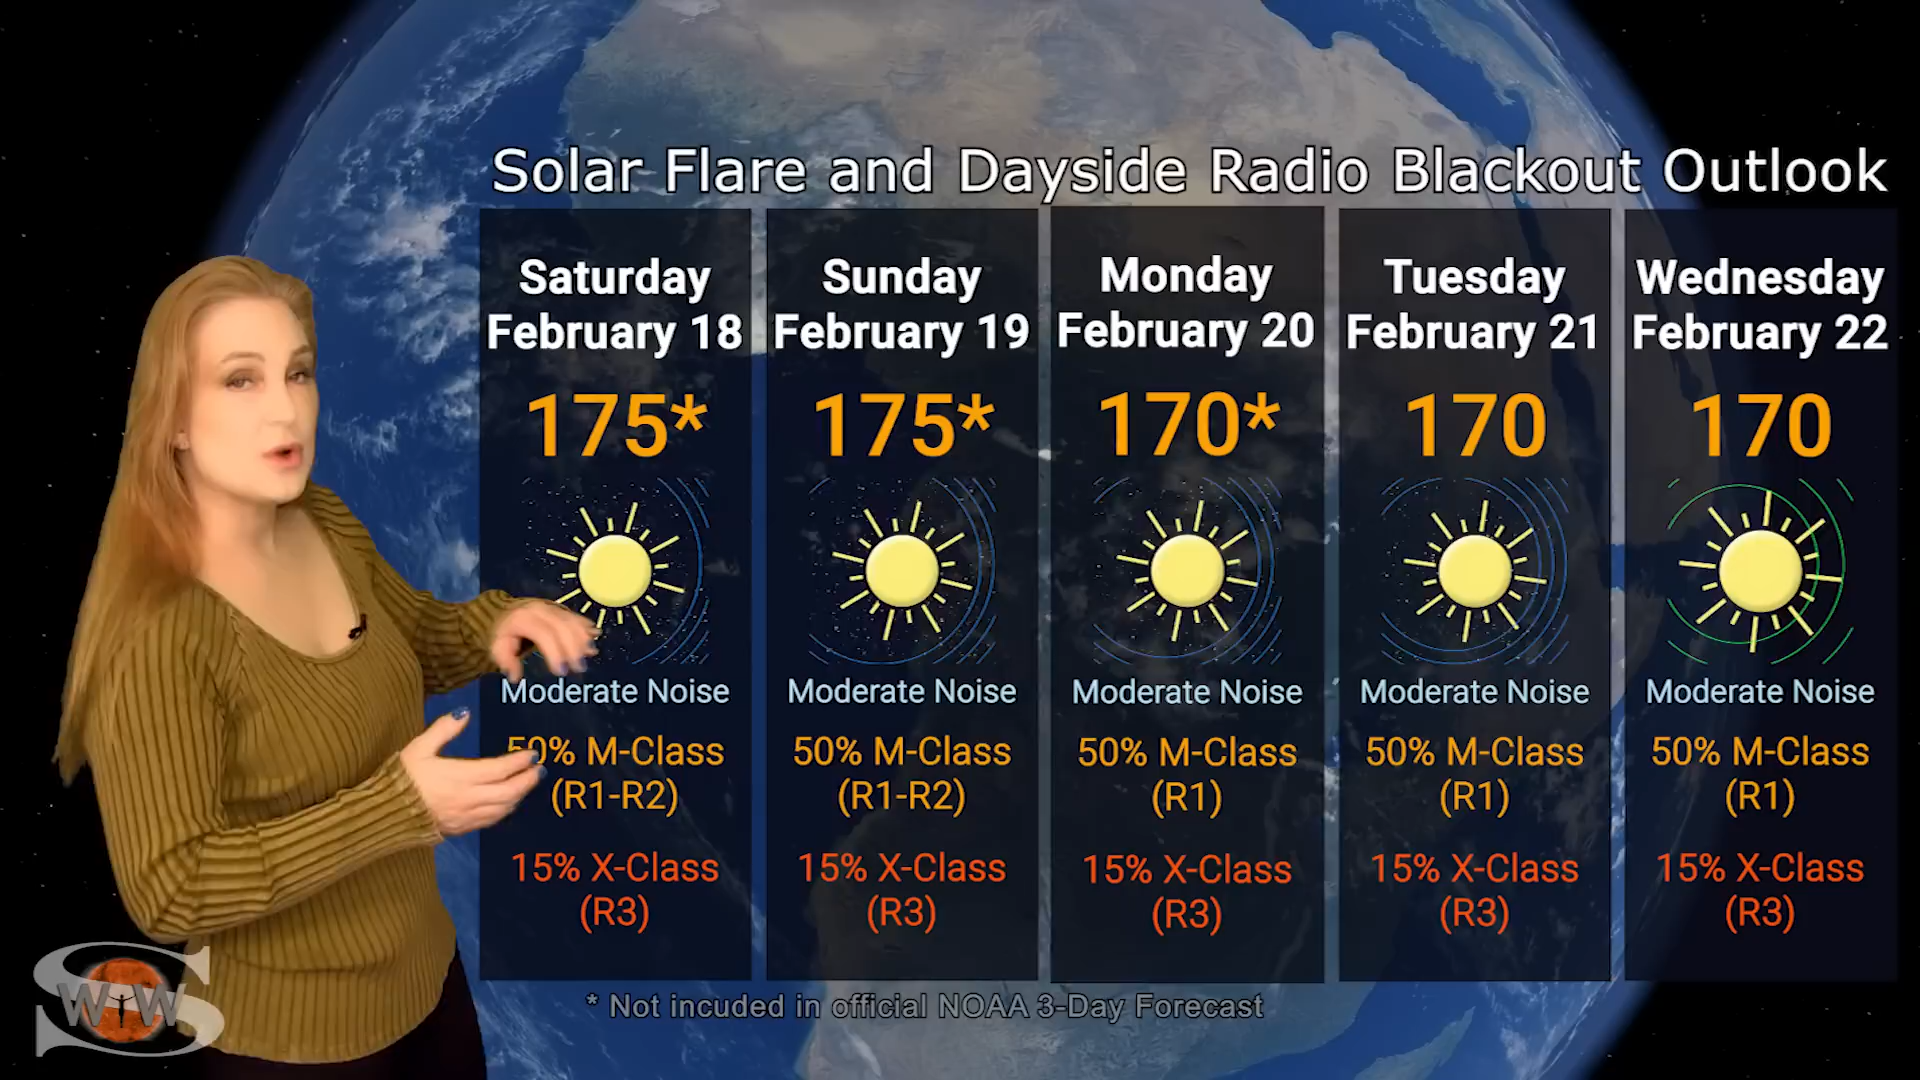 Solar Flare and Dayside Radio Blackout Outlook
Saturday
February 18
175*
Moderate Noise
50% M-Class
(R1-R2)
15% X-Class
(R3)
Sunday
February 19
175*
Moderate Noise
50% M-Class
(R1-R2)
15% X-Class
(R3)
Monday
February 20
170*
Moderate Noise
50% M-Class
(R1)
15% X-Class
(R3)
Tuesday
February 21
170
Moderate Noise
50% M-Class
(R1)
15% X-Class
(R3)
Wednesday
February 22
170
Moderate Noise
50% M-Class
(R1)
15% X-Class
(R3)
* Not incuded in official NOAA 3-Day Forecast
SWW